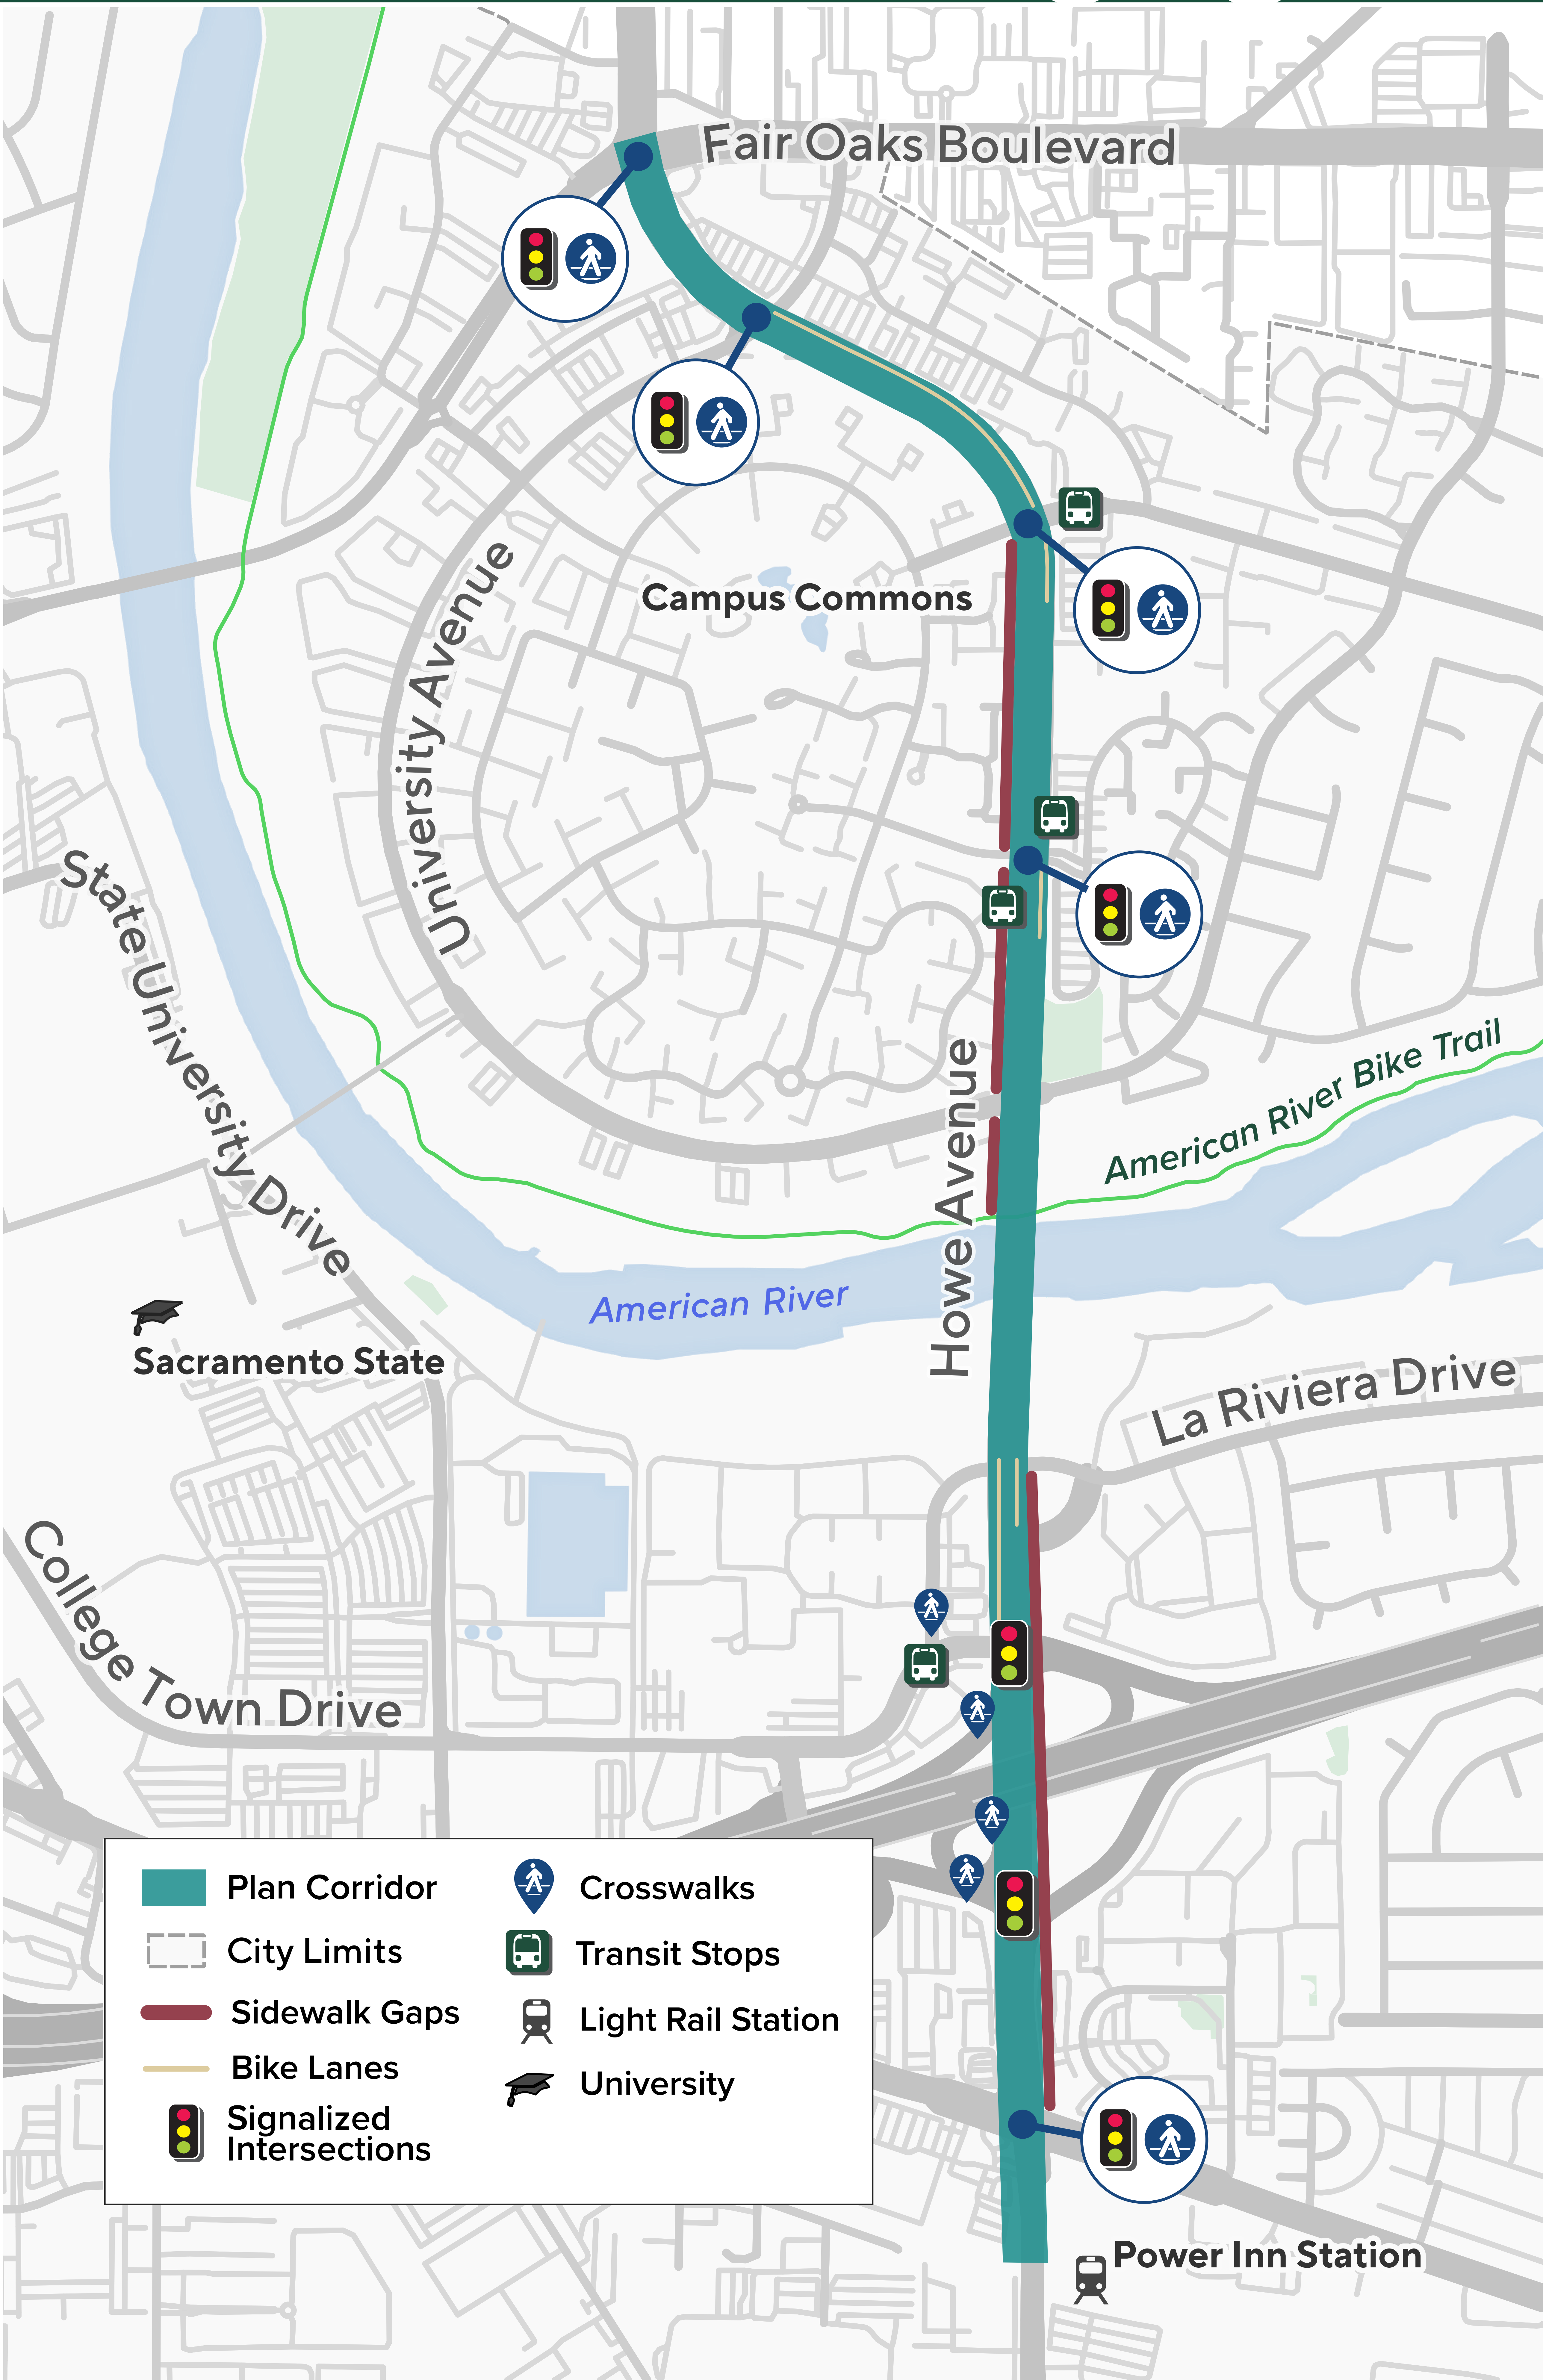 Fair Oaks Boulevard
University Avenue
Campus Commons
State University Drive
American River Bike Trail
Howe Avenue
American River
Sacramento State
La Riviera Drive
College Town Drive
Plan Corridor
City Limits
Sidewalk Gaps
Bike Lanes
Signalized
Intersections
Crosswalks
Transit Stops
Light Rail Station
University
Power Inn Station